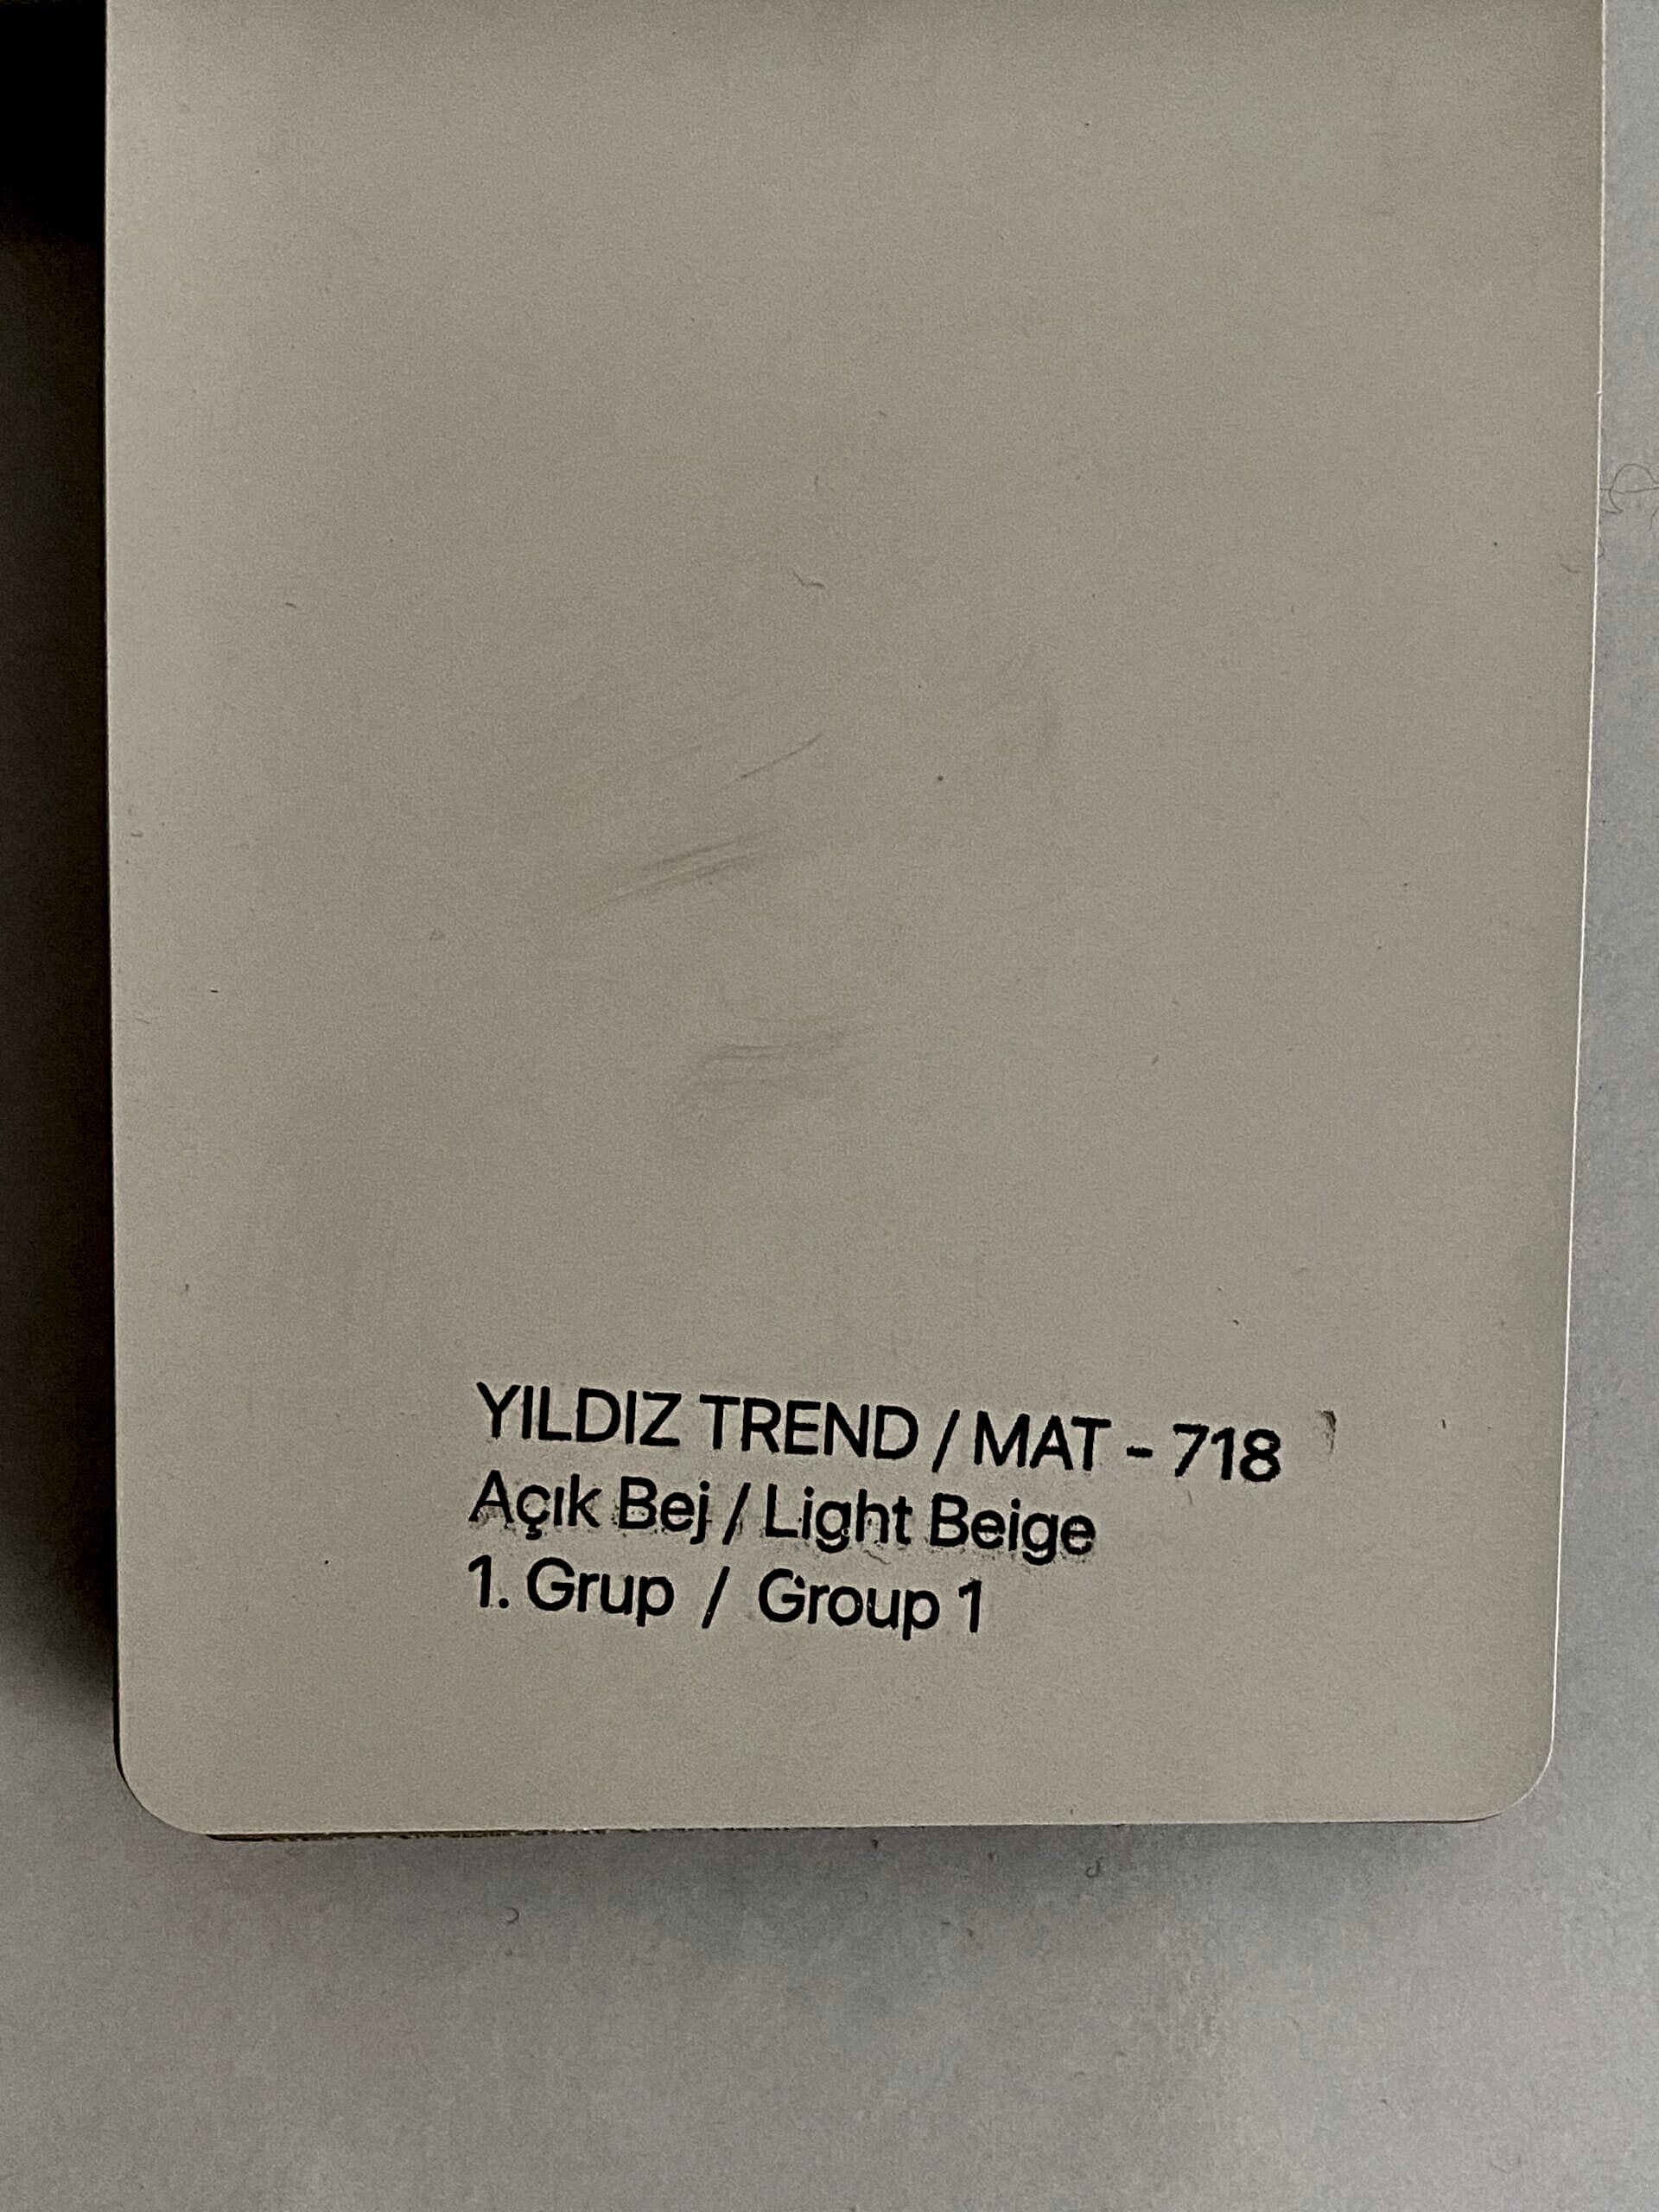 YILDIZ TREND / MAT - 718
Açık Bej / Light Beige
1. Grup / Group 1